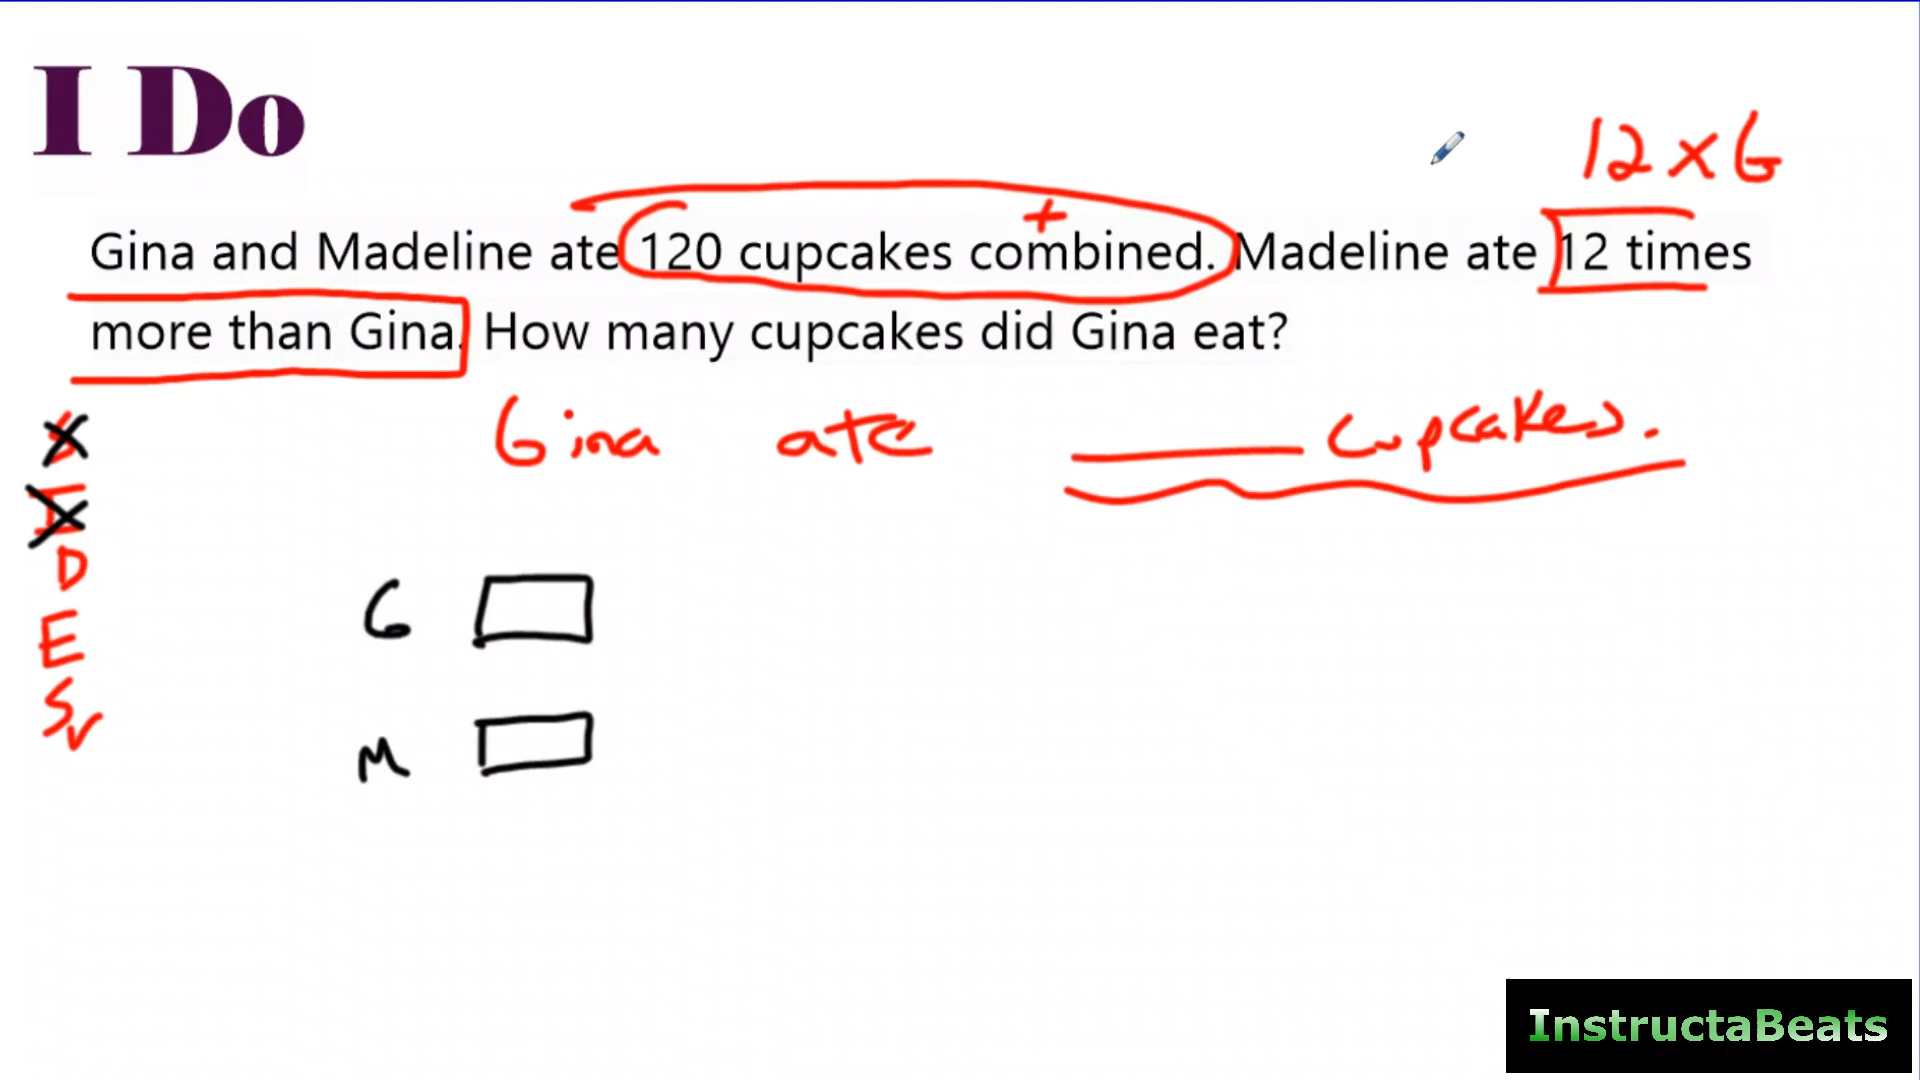 I Do
12 x G
+
Gina and Madeline ate 120 cupcakes combined. Madeline ate 12 times
more than Gina. How many cupcakes did Gina eat?
Gina ate ______ cupcakes.
S
I
D
E
S
G
M
InstructaBeats